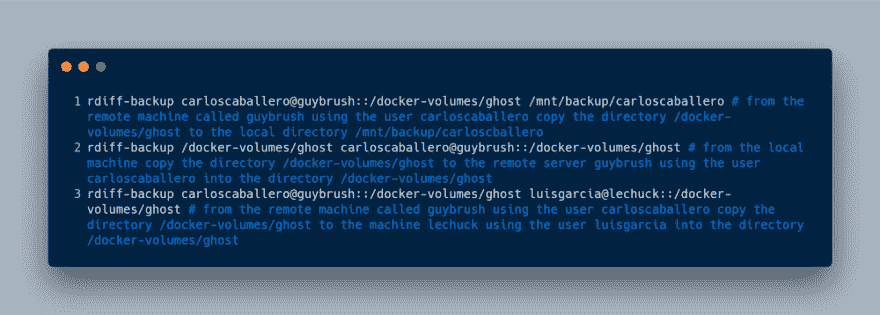 1 rdiff-backup carloscaballero@guybrush::/docker-volumes/ghost /mnt/backup/carloscaballero # from the
remote machine called guybrush using the user carloscaballero copy the directory /docker-
volumes/ghost to the local directory /mnt/backup/carloscballero
2 rdiff-backup /docker-volumes/ghost carloscaballero@guybrush::/docker-volumes/ghost # from the local
machine copy the directory /docker-volumes/ghost to the remote server guybrush using the user
carloscaballero into the directory /docker-volumes/ghost
3 rdiff-backup carloscaballero@guybrush::/docker-volumes/ghost luisgarcia@lechuck::/docker-
volumes/ghost # from the remote machine called guybrush using the user carloscaballero copy the
directory /docker-volumes/ghost to the machine lechuck using the user luisgarcia into the directory
/docker-volumes/ghost